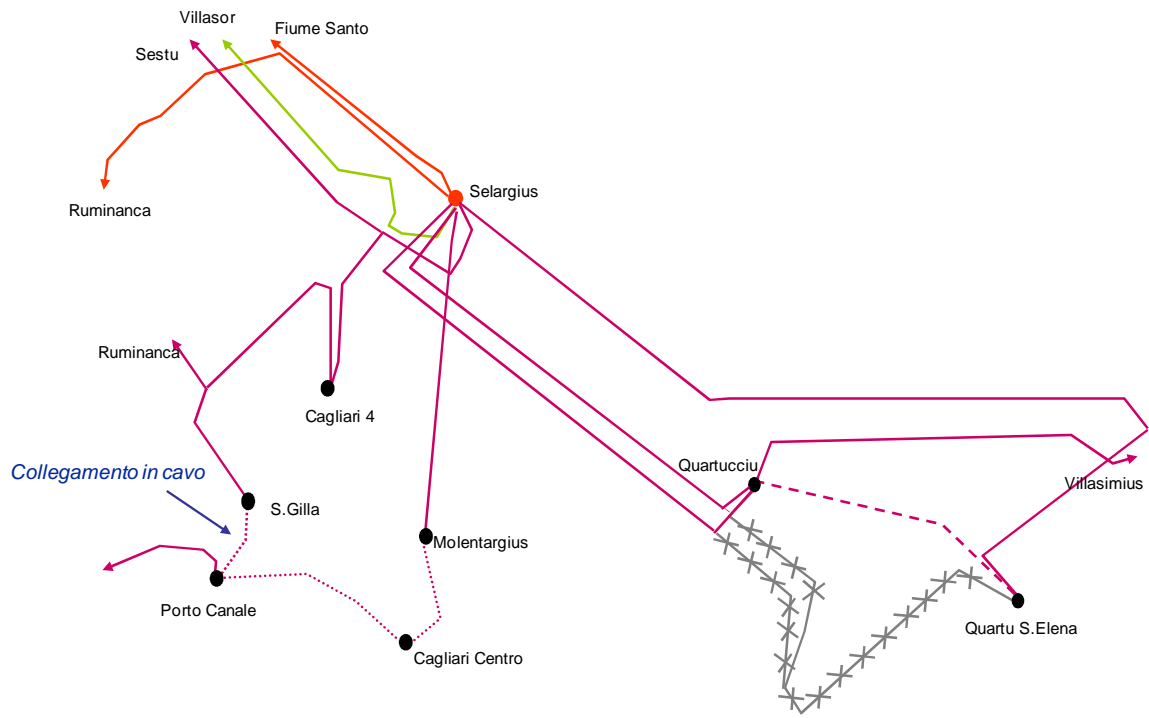 Villasor
Fiume Santo
Sestu
Selargius
Ruminanca
Ruminanca
Cagliari 4
Quartucciu
Collegamento in cavo
Villasimius
S.Gilla
Molentargius
Porto Canale
Quartu S.Elena
Cagliari Centro